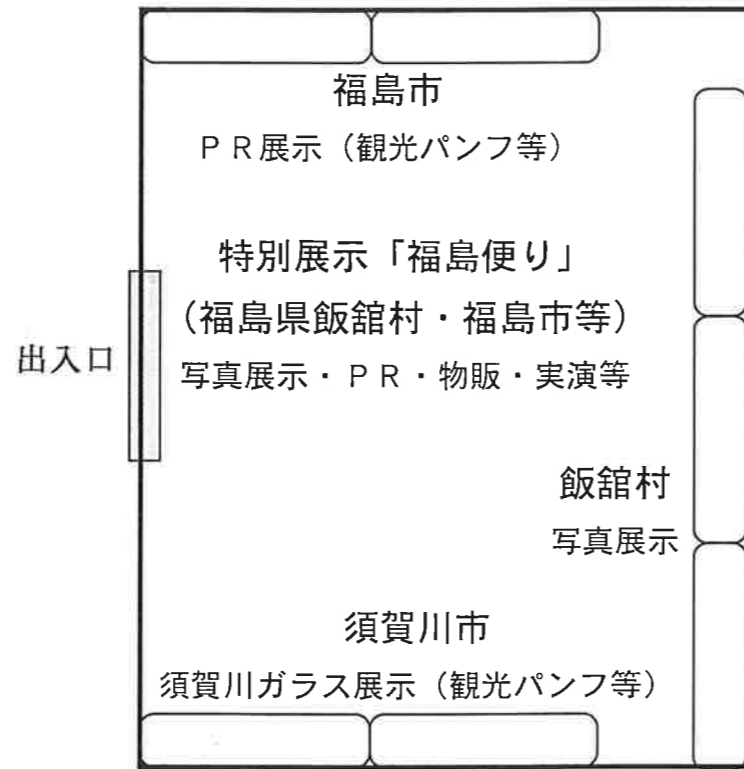 福島市
ＰＲ展示（観光パンフ等）
特別展示「福島便り」
（福島県飯舘村・福島市等）
写真展示・ＰＲ・物販・実演等
出入口
飯舘村
写真展示
須賀川市
須賀川ガラス展示（観光パンフ等）